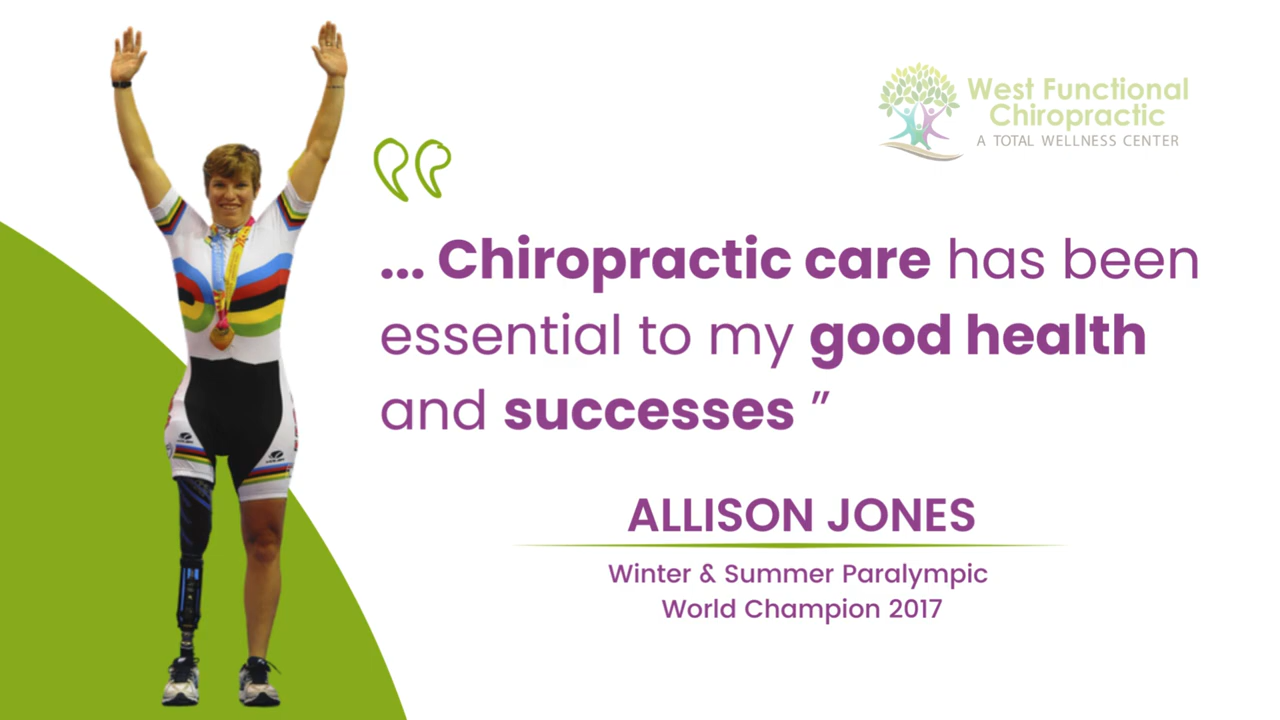 West Functional
Chiropractic
A TOTAL WELLNESS CENTER
... Chiropractic care has been
essential to my good health
and successes ”
ALLISON JONES
Winter & Summer Paralympic
World Champion 2017